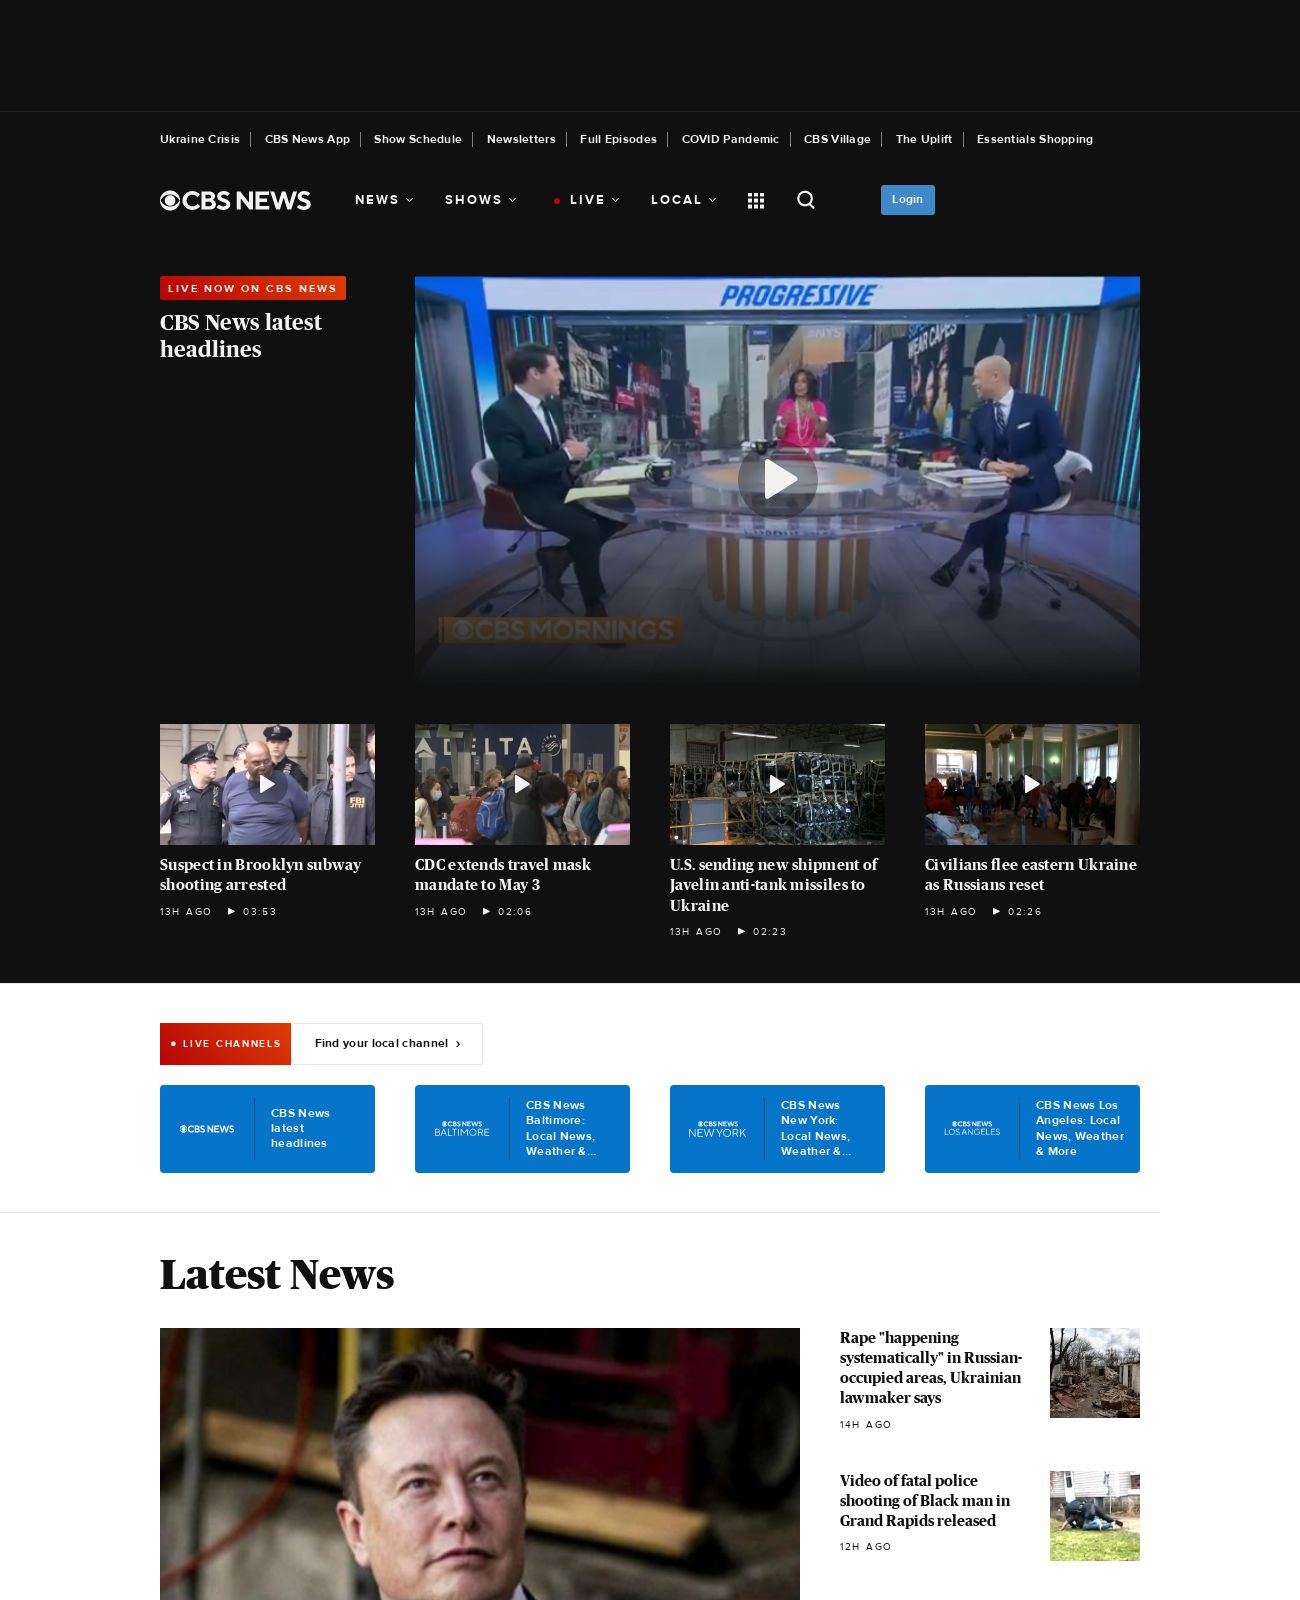 Ukraine Crisis
CBS News App
Show Schedule
Newsletters
Full Episodes
COVID Pandemic
CBS Village
The Uplift
Essentials Shopping
CBS NEWS
NEWS
SHOWS
LIVE
LOCAL
Login
LIVE NOW ON CBS NEWS
CBS News latest
headlines
PROGRESSIVE
#NYS
WEAR CAPES
CBS MORNINGS
DELTA
FBI
JTTF
Suspect in Brooklyn subway
shooting arrested
13H AGO 03:53
CDC extends travel mask
mandate to May 3
13H AGO 02:06
U.S. sending new shipment of
Javelin anti-tank missiles to
Ukraine
13H AGO 02:23
Civilians flee eastern Ukraine
as Russians reset
13H AGO 02:26
LIVE CHANNELS
Find your local channel ›
CBS NEWS
CBS News
latest
headlines
CBS NEWS
BALTIMORE
CBS News
Baltimore:
Local News,
Weather &...
CBS NEWS
NEW YORK
CBS News
New York:
Local News,
Weather &...
CBS NEWS
LOS ANGELES
CBS News Los
Angeles: Local
News, Weather
& More
Latest News
Rape "happening
systematically" in Russian-
occupied areas, Ukrainian
lawmaker says
14H AGO
Video of fatal police
shooting of Black man in
Grand Rapids released
12H AGO